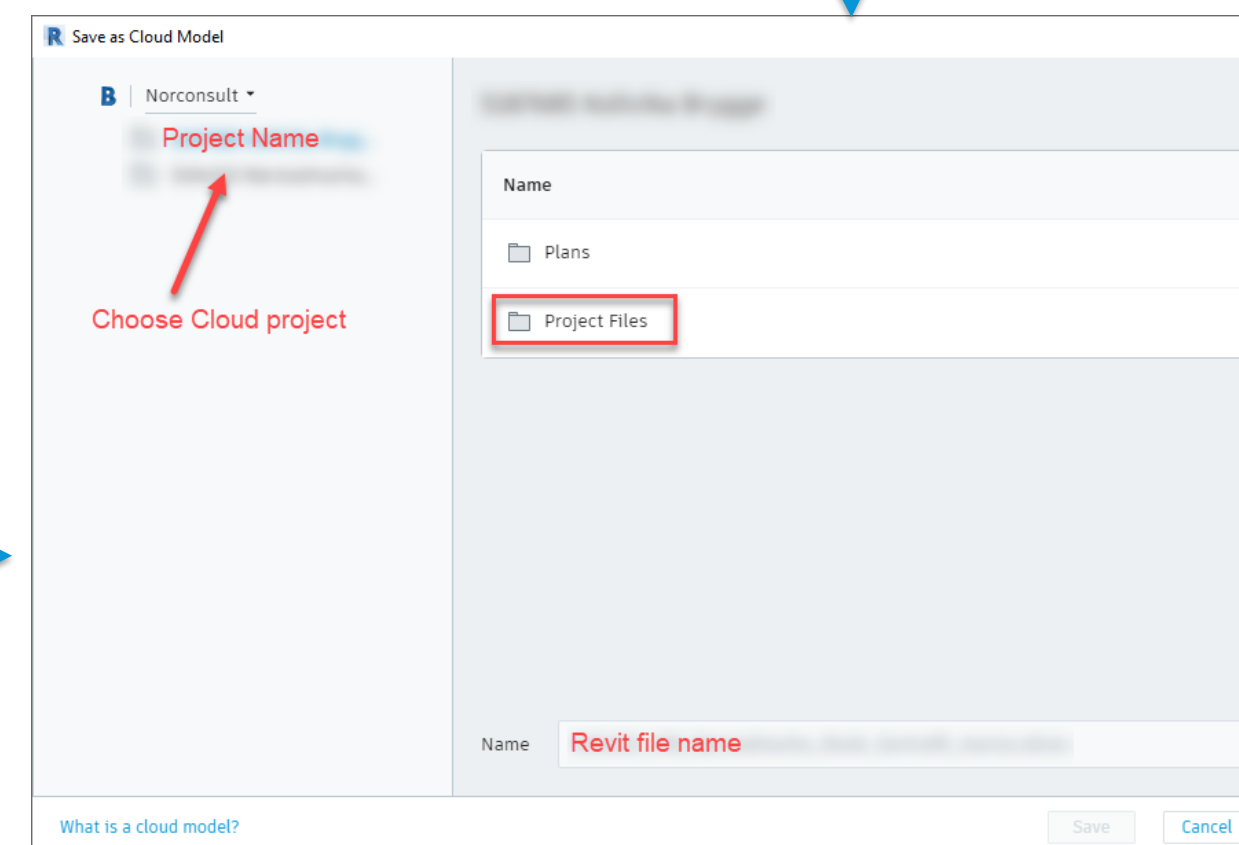 R Save as Cloud Model
B Norconsult
Project Name
Choose Cloud project
Name
Plans
Project Files
Name Revit file name
What is a cloud model?
Save Cancel